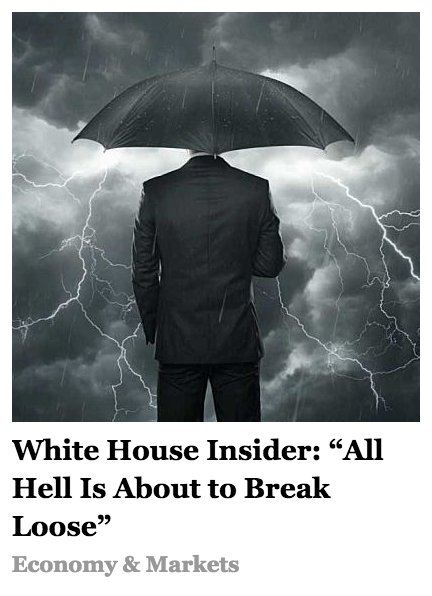 White House Insider: “All
Hell Is About to Break
Loose”
Economy & Markets